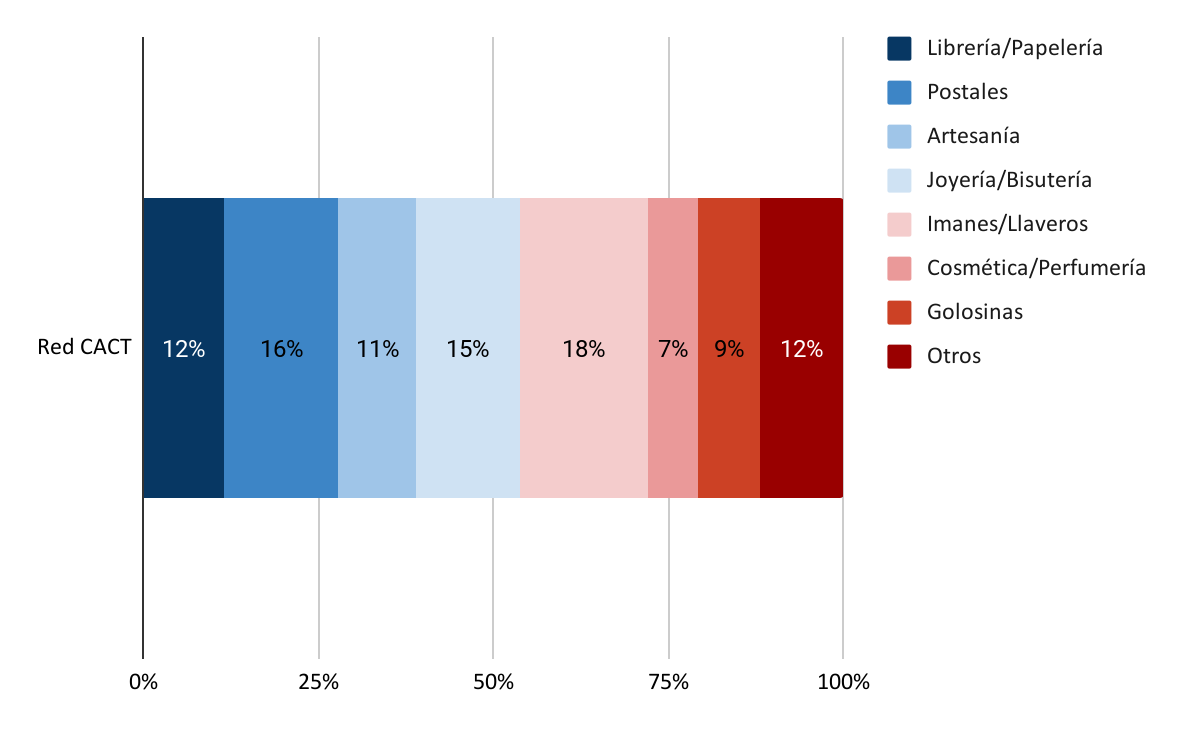 Librería/Papelería
Postales
Artesanía
Joyería/Bisutería
Imanes/Llaveros
Cosmética/Perfumería
Golosinas
Otros
Red CACT
12% 16% 11% 15% 18% 7% 9% 12%
0% 25% 50% 75% 100%